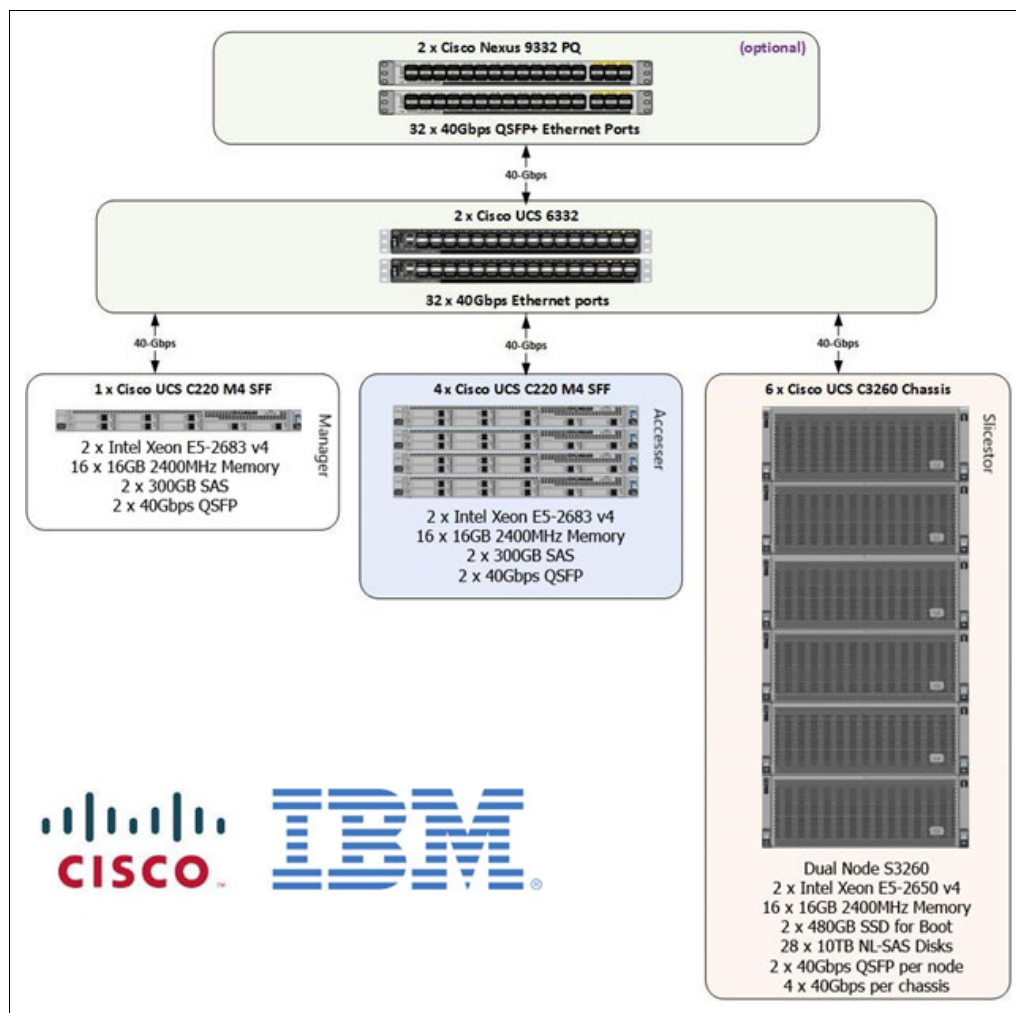 2 x Cisco Nexus 9332 PQ
(optional)
32 x 40Gbps QSFP+ Ethernet Ports
40-Gbps
2 x Cisco UCS 6332
32 x 40Gbps Ethernet ports
40-Gbps
40-Gbps
40-Gbps
1 x Cisco UCS C220 M4 SFF
Manager
2 x Intel Xeon E5-2683 v4
16 x 16GB 2400MHz Memory
2 x 300GB SAS
2 x 40Gbps QSFP
4 x Cisco UCS C220 M4 SFF
Accesser
2 x Intel Xeon E5-2683 v4
16 x 16GB 2400MHz Memory
2 x 300GB SAS
2 x 40Gbps QSFP
6 x Cisco UCS C3260 Chassis
Slicestor
Dual Node S3260
2 x Intel Xeon E5-2650 v4
16 x 16GB 2400MHz Memory
2 x 480GB SSD for Boot
28 x 10TB NL-SAS Disks
2 x 40Gbps QSFP per node
4 x 40Gbps per chassis
CISCO™
IBM®